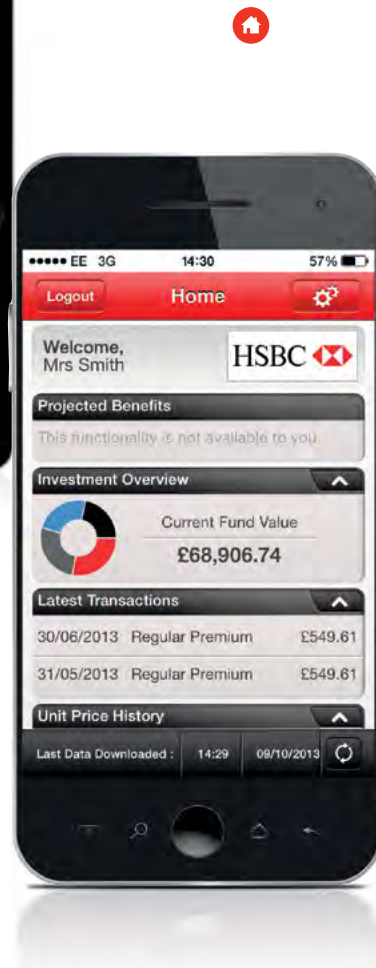 EE 3G 14:30 57%
Logout Home
Welcome,
Mrs Smith
HSBC
Projected Benefits
This functionality is not available to you
Investment Overview
Current Fund Value
£68,906.74
Latest Transactions
30/06/2013 Regular Premium £549.61
31/05/2013 Regular Premium £549.61
Unit Price History
Last Data Downloaded : 14:29 09/10/2013